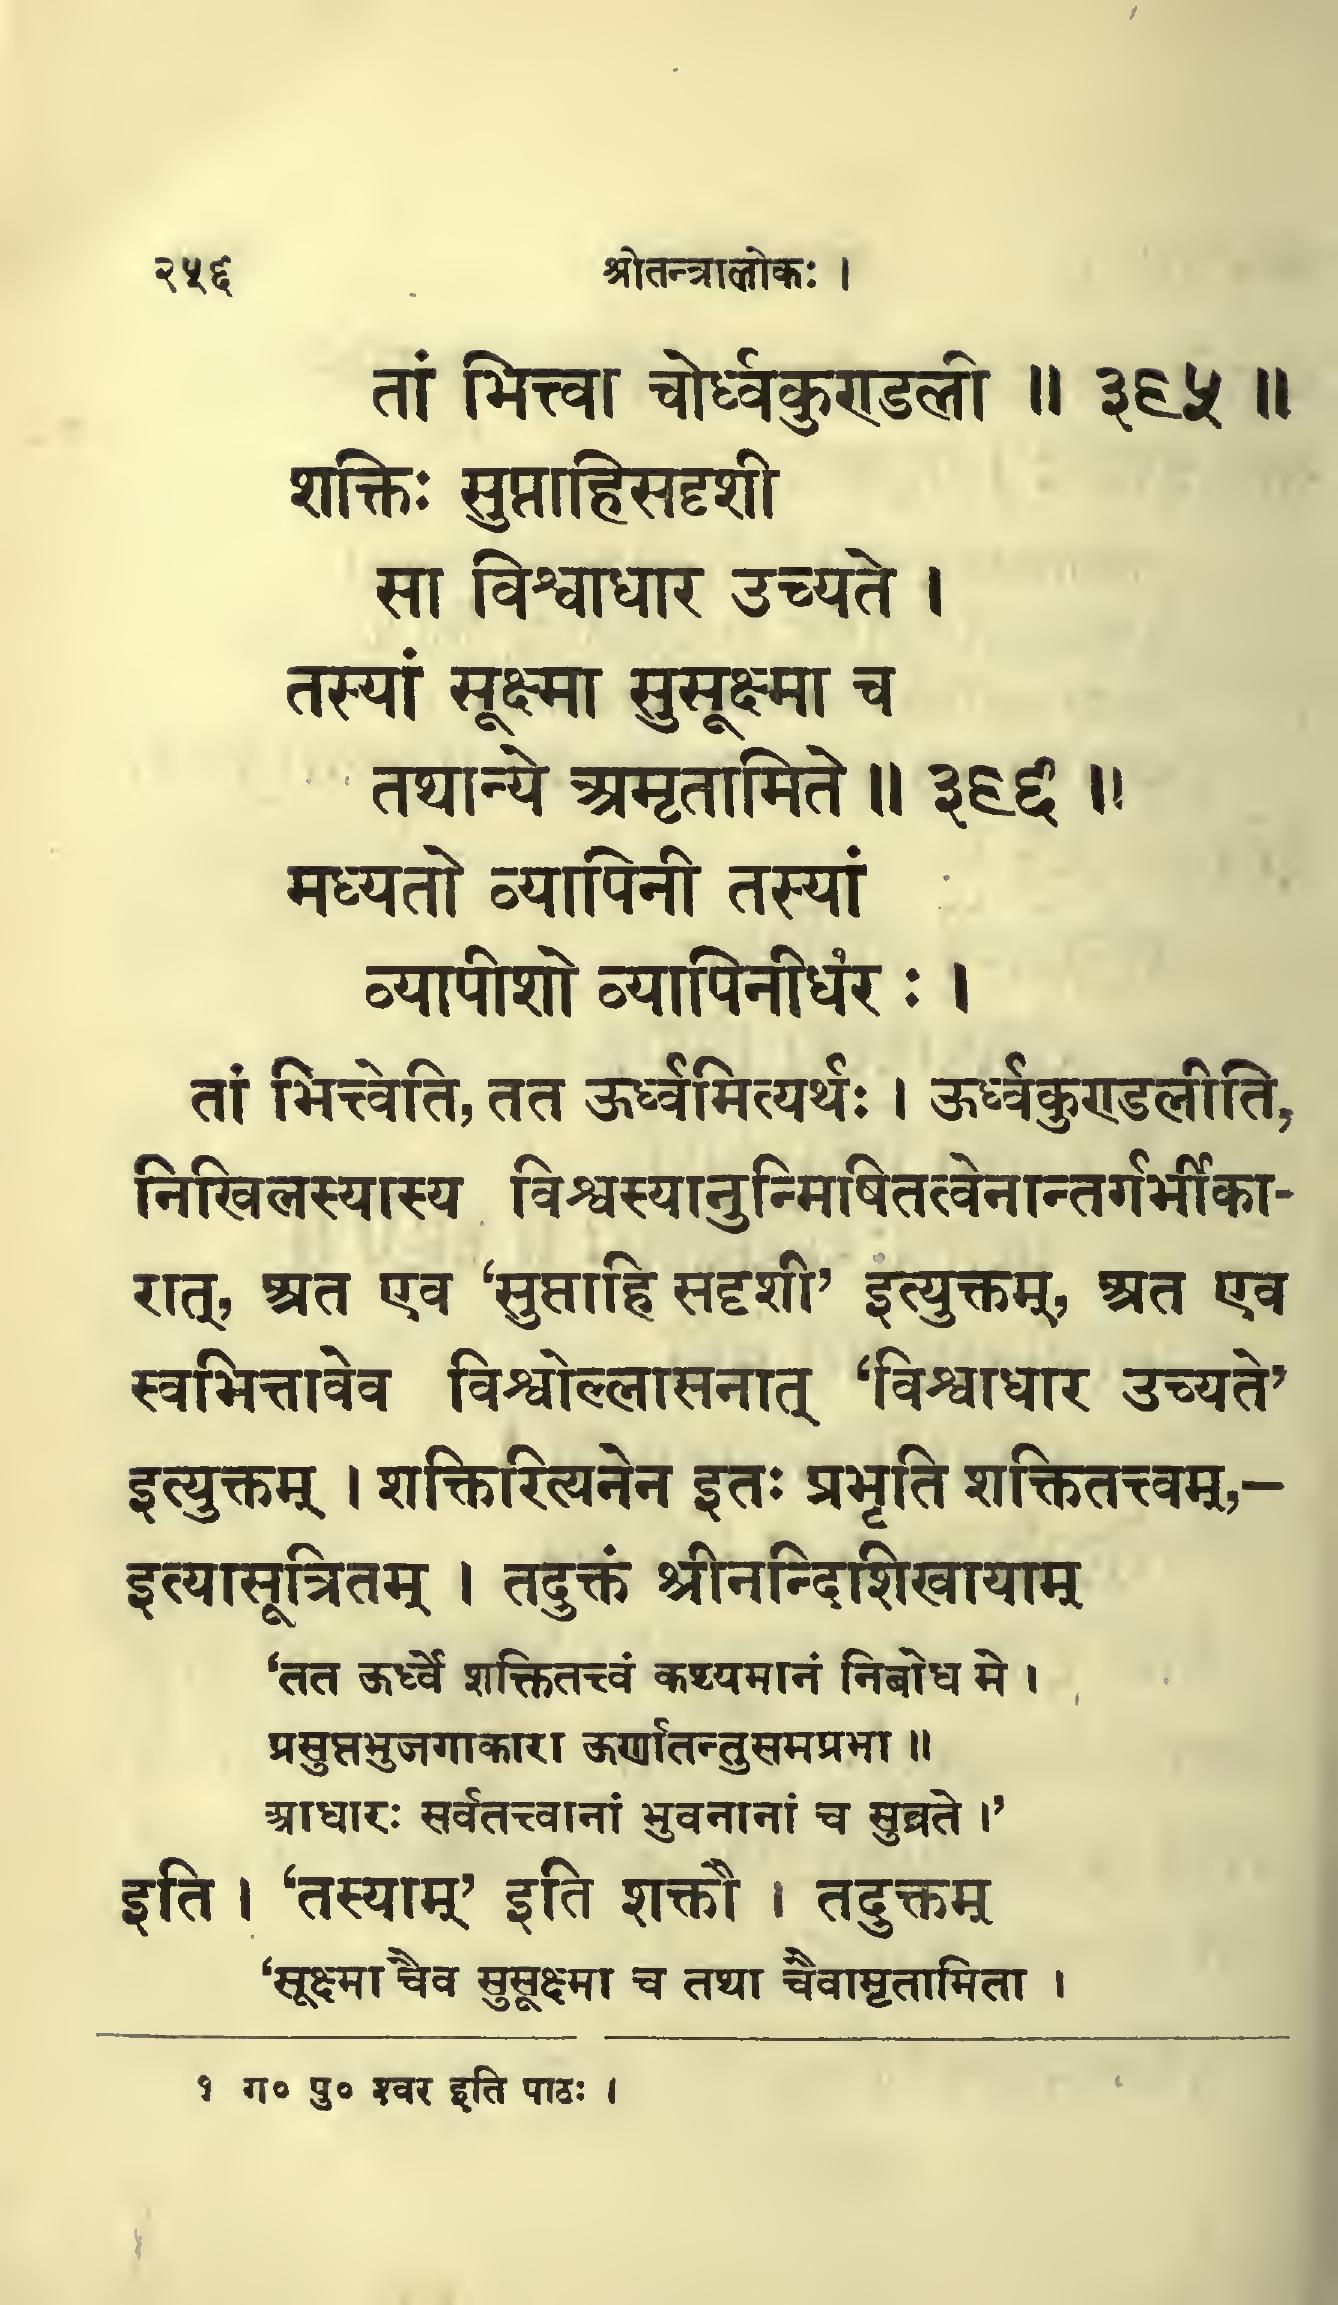 २५६ श्रीतन्त्रालोकः ।
तां भित्त्वा चोर्ध्वकुण्डली ॥ ३९५ ॥
शक्तिः सुप्ताहिसदृशी
सा विश्वाधार उच्यते ।
तस्यां सूक्ष्मा सुसूक्ष्मा च
तथान्ये अमृतामिते ॥ ३९६ ॥
मध्यतो व्यापिनी तस्यां
व्यापीशो व्यापिनीधरः ।
तां भित्त्वेति, तत ऊर्ध्वमित्यर्थः । ऊर्ध्वकुण्डलीति,
निखिलस्यास्य विश्वस्यानुन्मिषितत्वेनान्तर्गर्भीका-
रात्, अत एव ‘सुप्ताहि सदृशी’ इत्युक्तम्, अत एव
स्वभित्तावेव विश्वोल्लासनात् ‘विश्वाधार उच्यते’
इत्युक्तम् । शक्तिरित्यनेन इतः प्रभृति शक्तितत्त्वम्,—
इत्यासूत्रितम् । तदुक्तं श्रीनन्दिशिखायाम्
‘तत ऊर्ध्वे शक्तितत्त्वं कथ्यमानं निबोध मे ।
प्रसुप्तभुजगाकारा ऊर्णातन्तुसमप्रभा ॥
आधारः सर्वतत्त्वानां भुवनानां च सुव्रते ।’
इति । ‘तस्याम्’ इति शक्तौ । तदुक्तम्
‘सूक्ष्मा चैव सुसूक्ष्मा च तथा चैवामृतामिता ।
१ ग० पु० श्वर इति पाठः ।